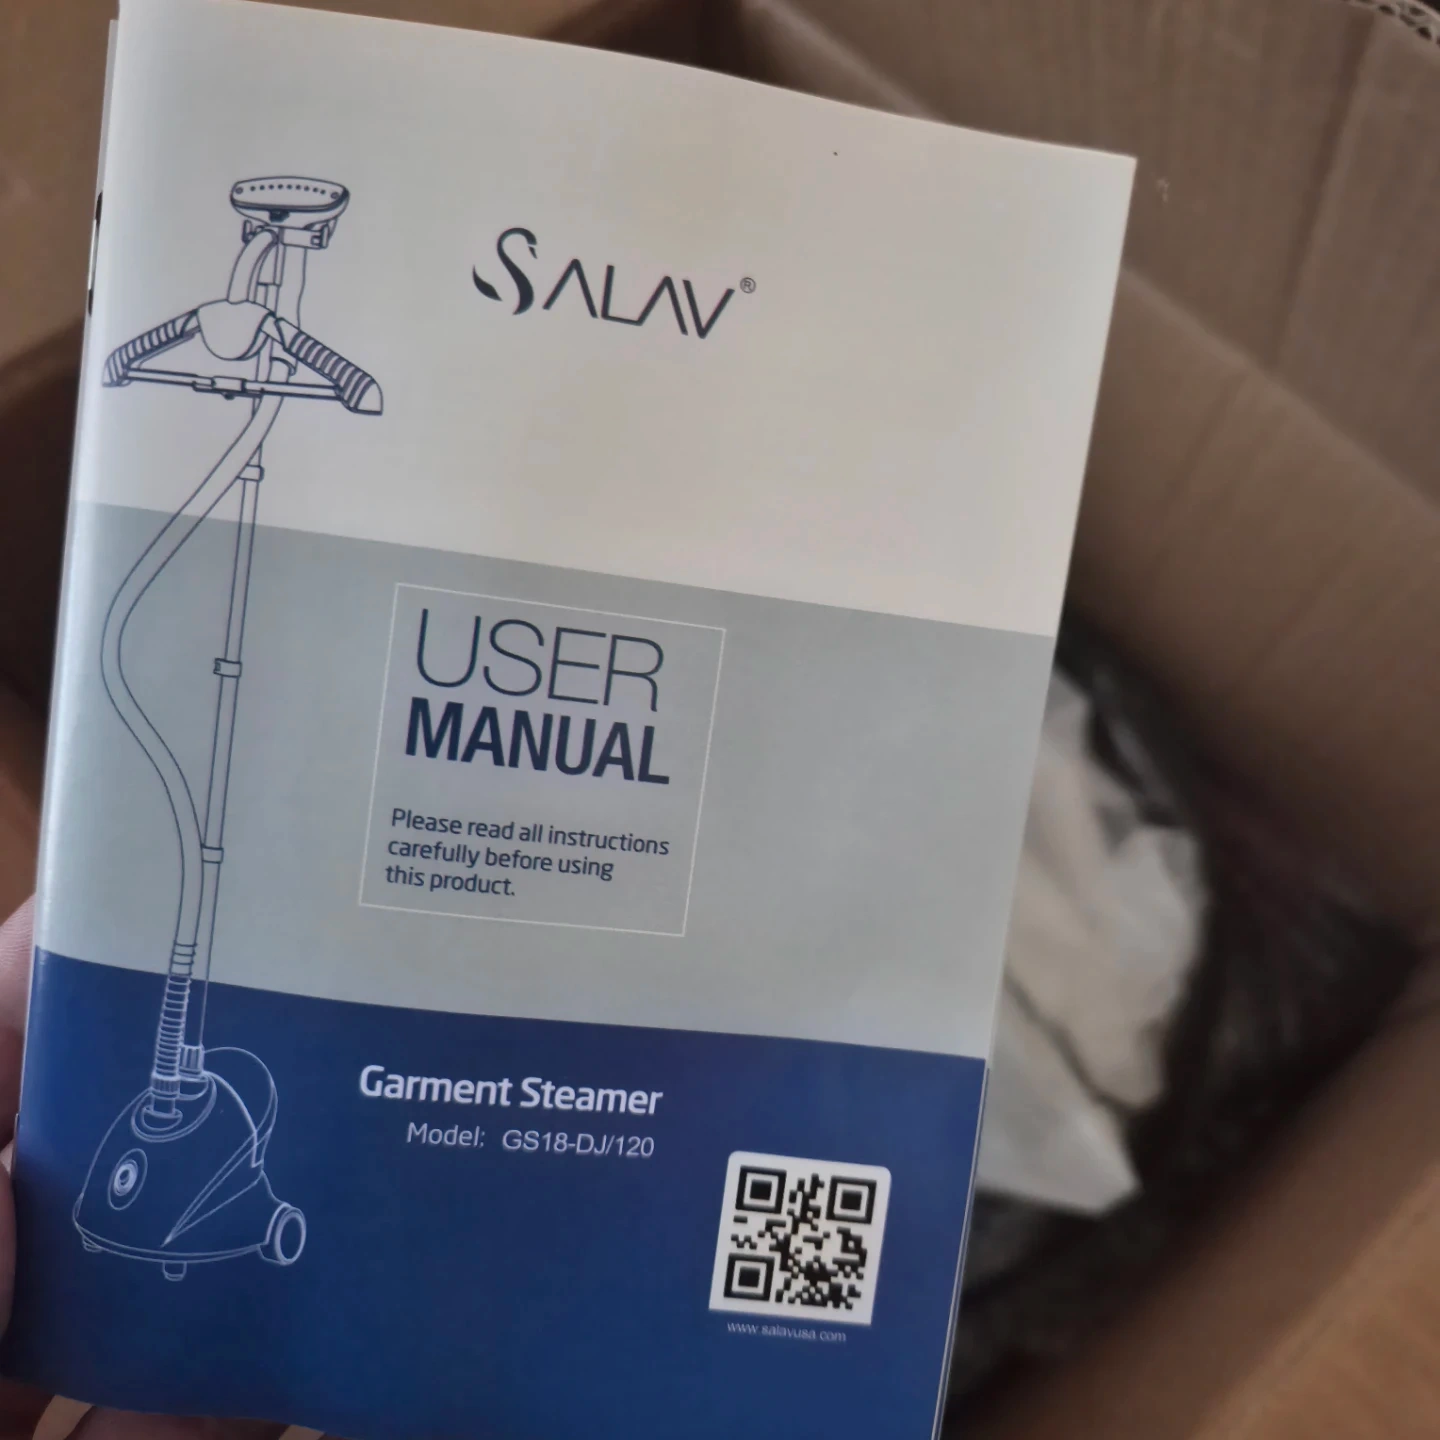 SALAV®
USER
MANUAL
Please read all instructions
carefully before using
this product.
Garment Steamer
Model: GS18-DJ/120
www.salavusa.com